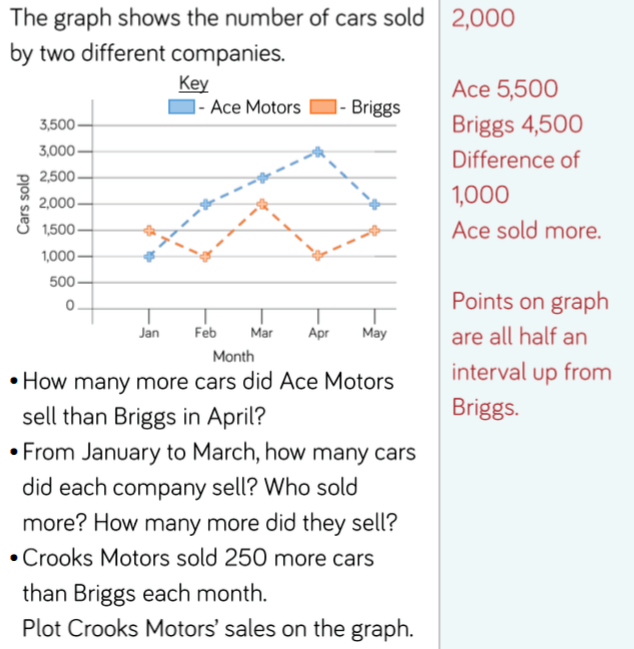 The graph shows the number of cars sold
by two different companies.
Key
- Ace Motors - Briggs
3,500
3,000
2,500
2,000
1,500
1,000
500
0
Cars sold
Jan Feb Mar Apr May
Month
• How many more cars did Ace Motors
sell than Briggs in April?
• From January to March, how many cars
did each company sell? Who sold
more? How many more did they sell?
• Crooks Motors sold 250 more cars
than Briggs each month.
Plot Crooks Motors’ sales on the graph.
2,000
Ace 5,500
Briggs 4,500
Difference of
1,000
Ace sold more.
Points on graph
are all half an
interval up from
Briggs.